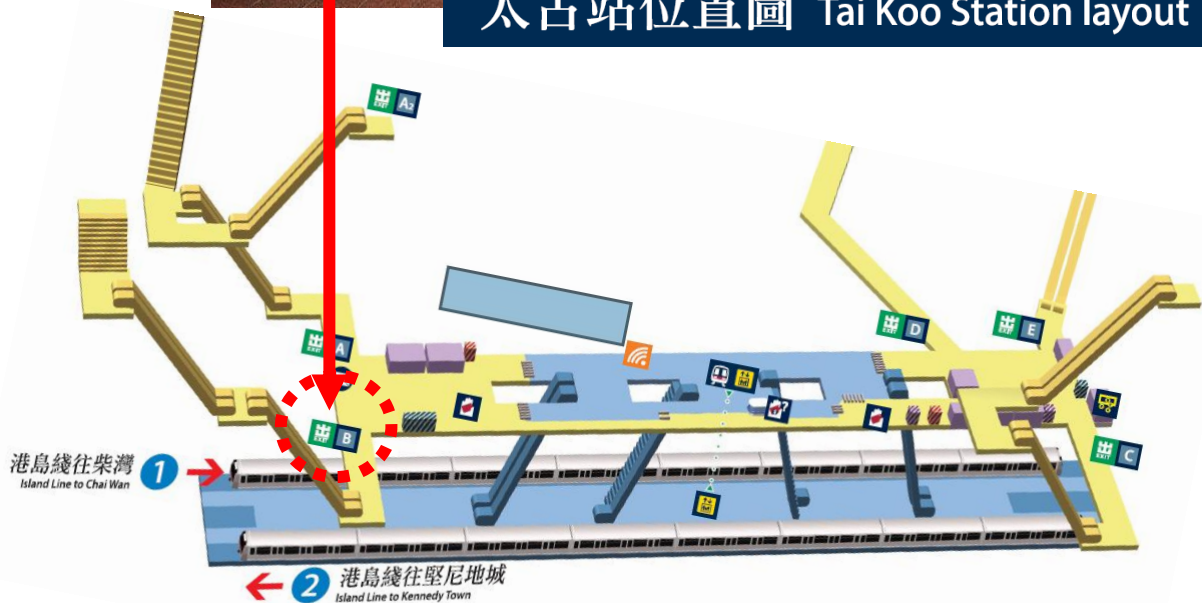 太古站位置圖 Tai Koo Station layout
出 EXIT A2
出 EXIT A
出 EXIT B
出 EXIT D
出 EXIT E
出 EXIT C
?
港島綫往柴灣 1
Island Line to Chai Wan
2 港島綫往堅尼地城
Island Line to Kennedy Town